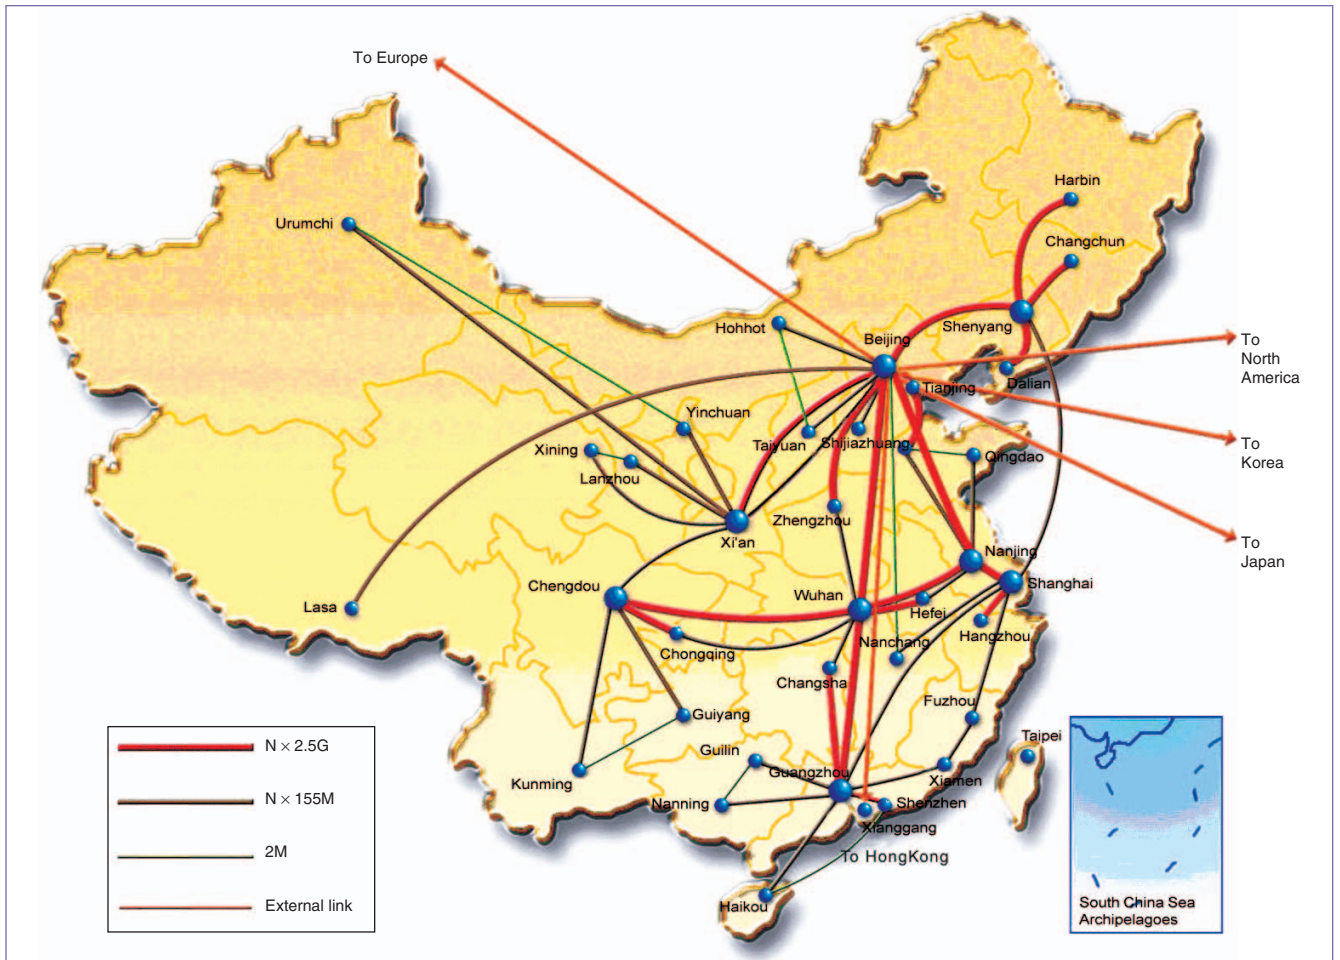 To Europe
Harbin
Urumchi
Changchun
Hohhot
Shenyang
Beijing
To
North
America
Dalian
Tianjing
Yinchuan
Taiyuan
Shijiazhuang
Xining
Qingdao
To
Korea
Lanzhou
Zhengzhou
Xi'an
Nanjing
To
Japan
Chengdou
Shanghai
Wuhan
Lasa
Hefei
Hangzhou
Nanchang
Chongqing
Changsha
Fuzhou
Guiyang
Taipei
Guilin
Guangzhou
Kunming
Xiamen
Nanning
Shenzhen
Xianggang
To HongKong
Haikou
N × 2.5G
N × 155M
2M
External link
South China Sea
Archipelagoes